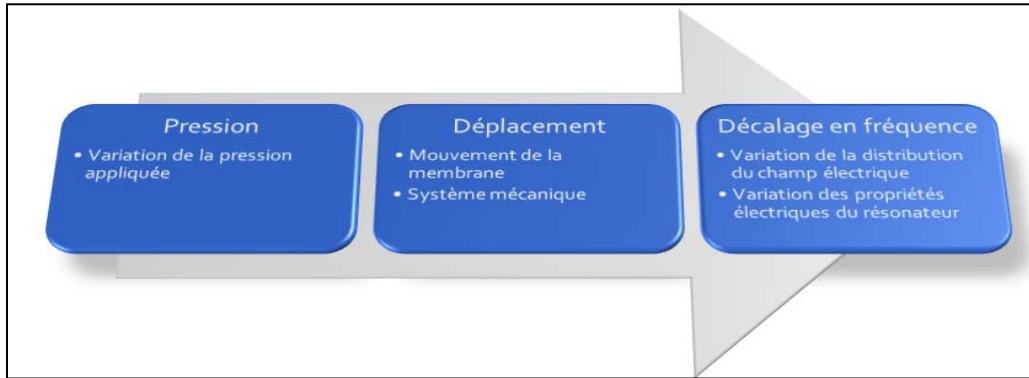 Pression
• Variation de la pression
appliquée
Déplacement
• Mouvement de la
membrane
• Système mécanique
Décalage en fréquence
• Variation de la distribution
du champ électrique
• Variation des propriétés
électriques du résonateur